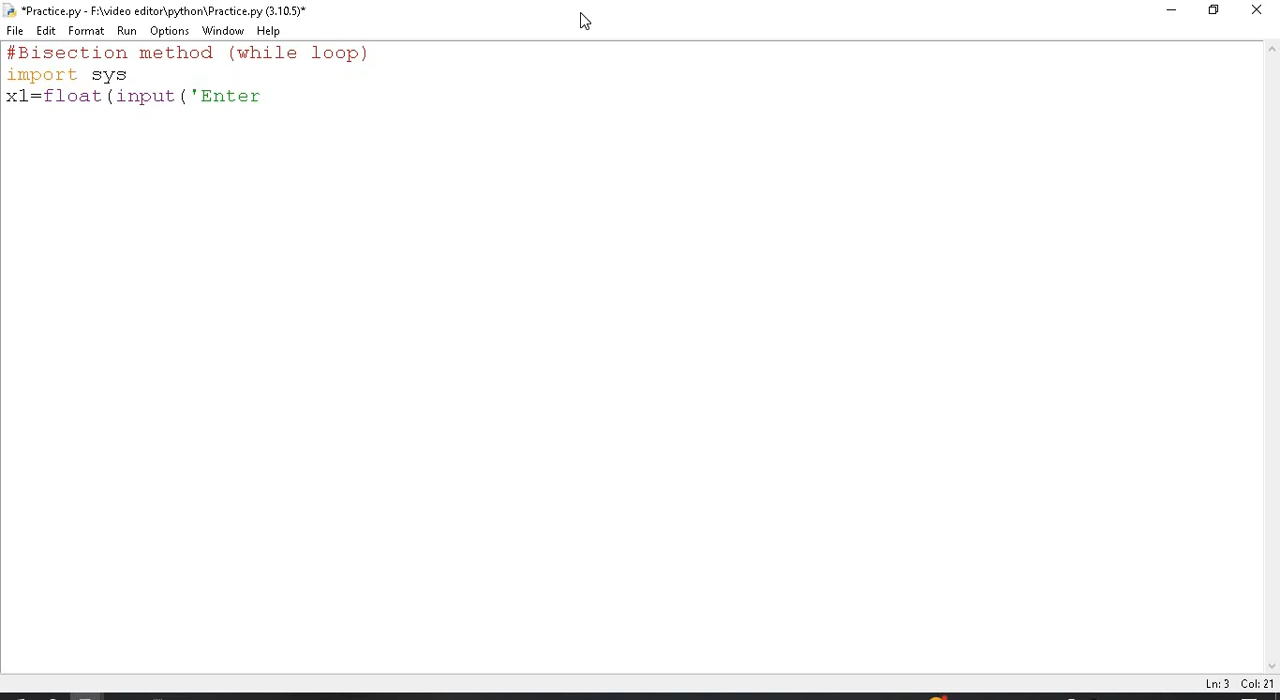 *Practice.py - F:\video editor\python\Practice.py (3.10.5)*
File Edit Format Run Options Window Help
#Bisection method (while loop)
import sys
x1=float(input('Enter
Ln: 3 Col: 21